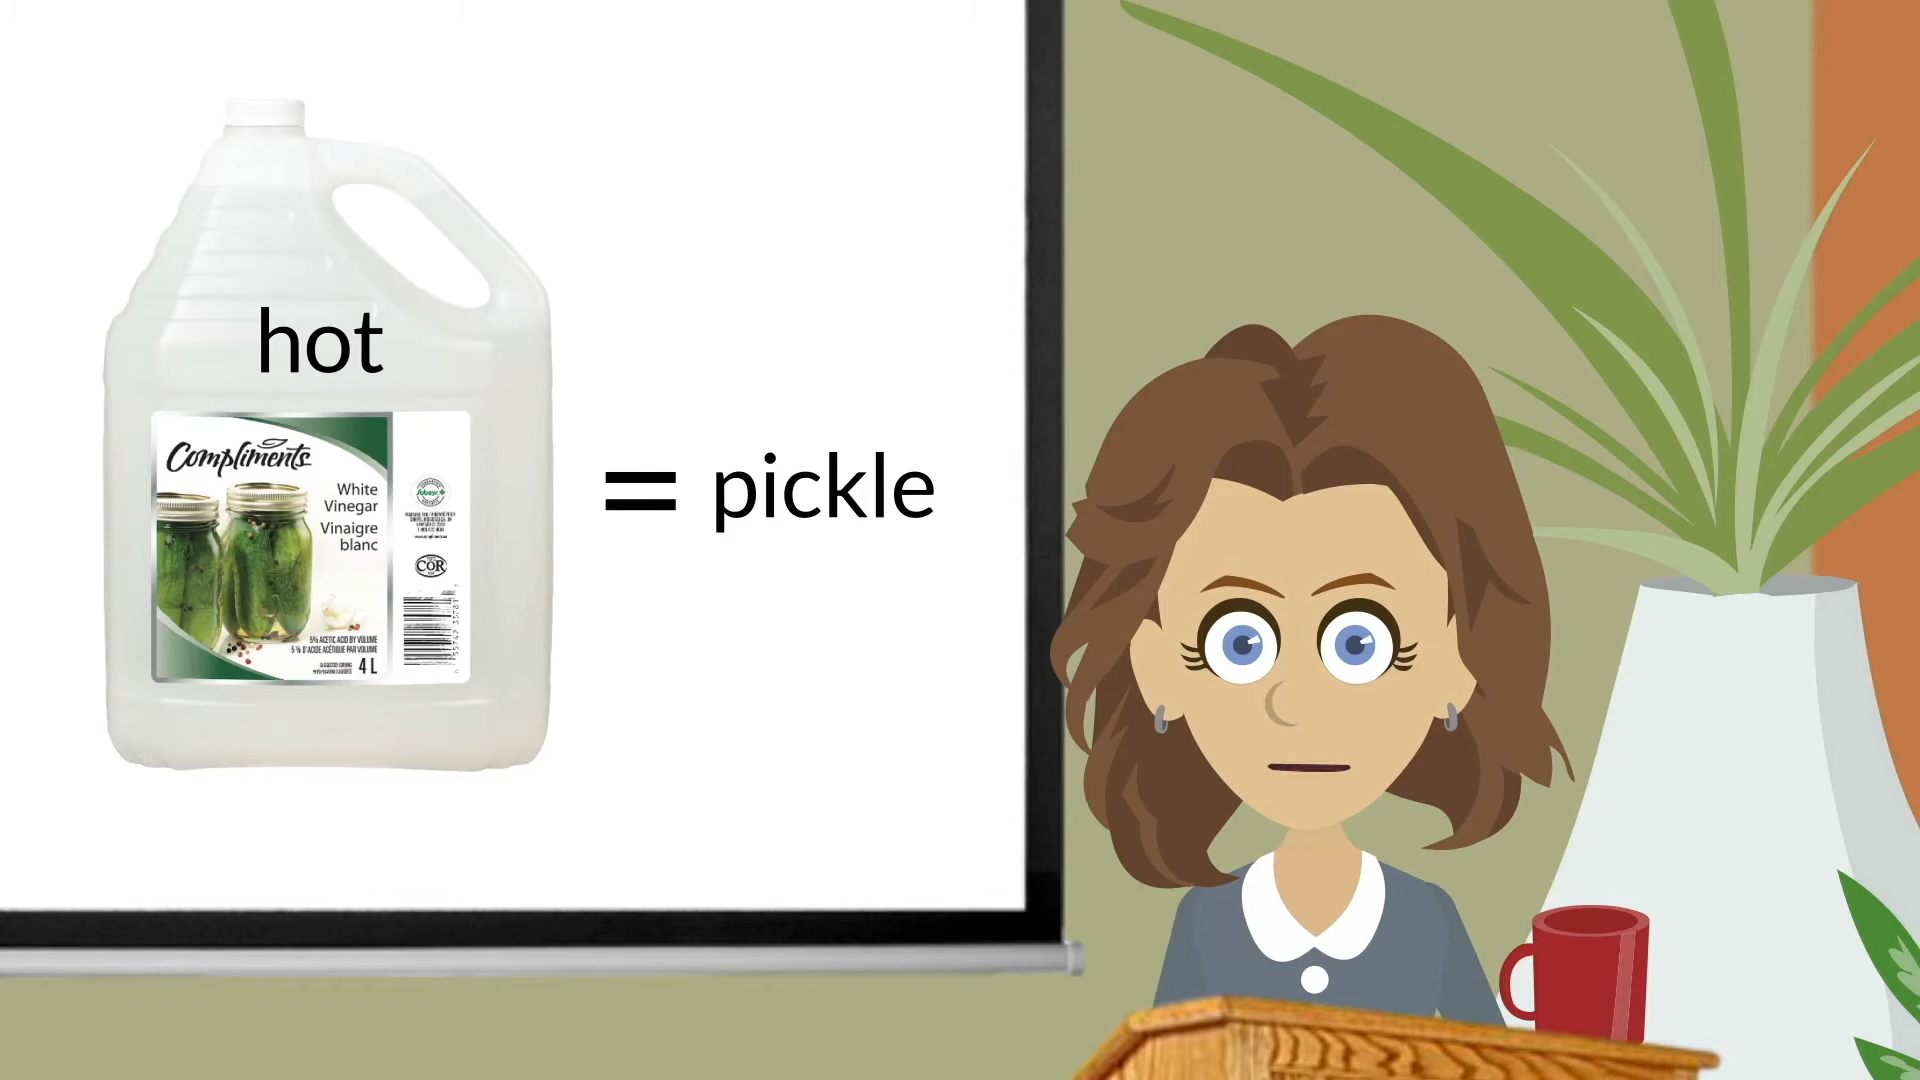 hot
Compliments
White
Vinegar
Vinaigre
blanc
5% ACETIC ACID BY VOLUME
5 % D'ACIDE ACÉTIQUE PAR VOLUME
4 L
COR
= pickle